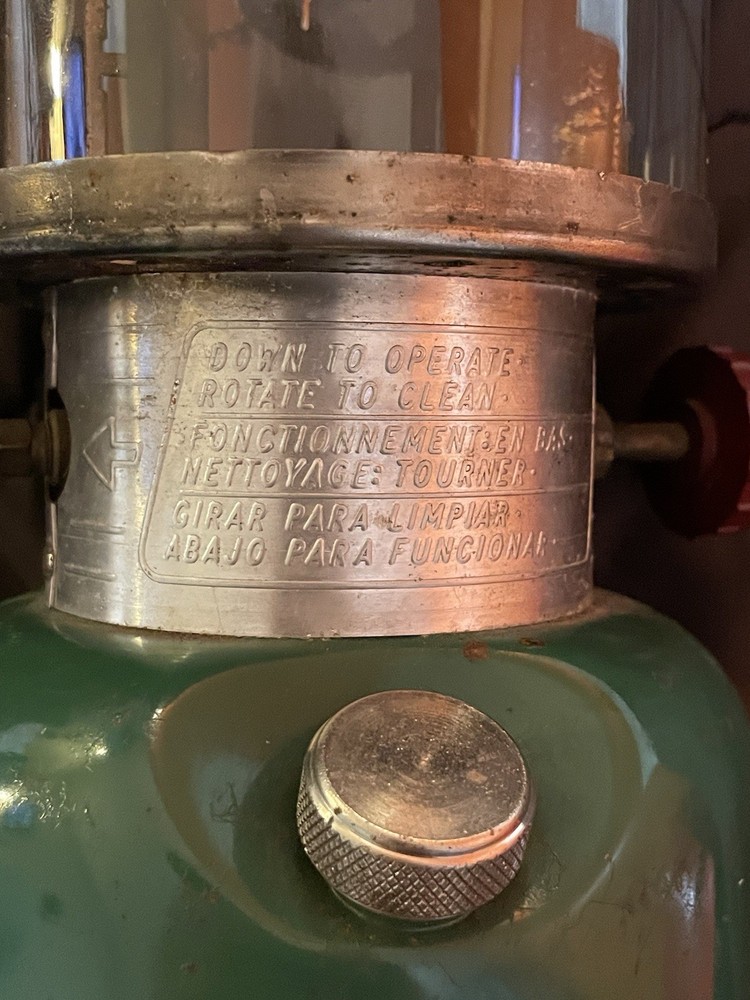 DOWN TO OPERATE
ROTATE TO CLEAN
FONCTIONNEMENT: EN BAS
NETTOYAGE: TOURNER
GIRAR PARA LIMPIAR
ABAJO PARA FUNCIONAR